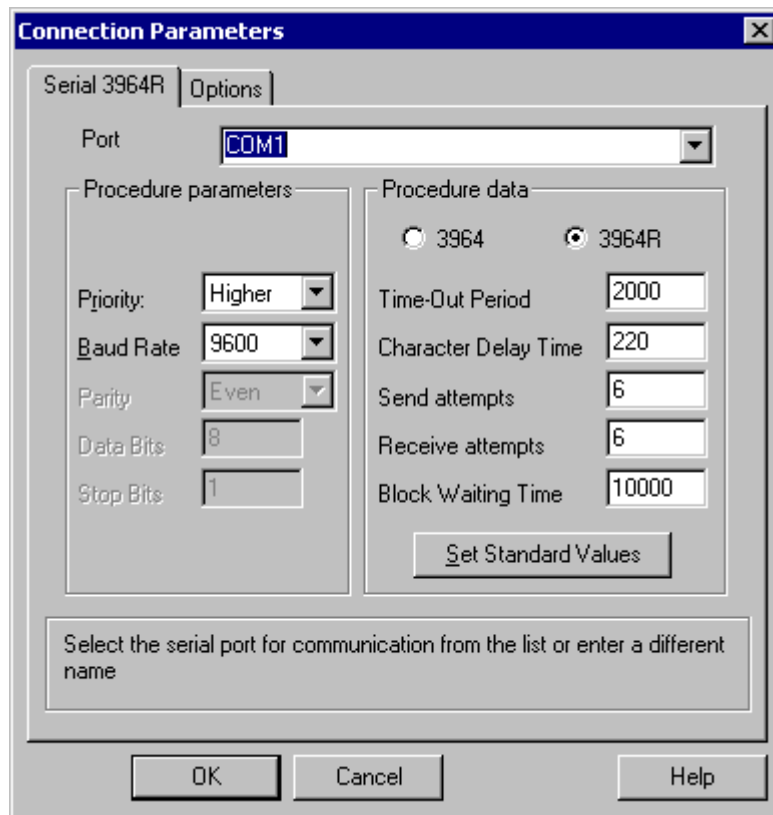 Connection Parameters
Serial 3964R
Options
Port
COM1
Procedure parameters
Priority:
Higher
Baud Rate
9600
Parity
Even
Data Bits
8
Stop Bits
1
Procedure data
3964
3964R
Time-Out Period
2000
Character Delay Time
220
Send attempts
6
Receive attempts
6
Block Waiting Time
10000
Set Standard Values
Select the serial port for communication from the list or enter a different
name
OK
Cancel
Help